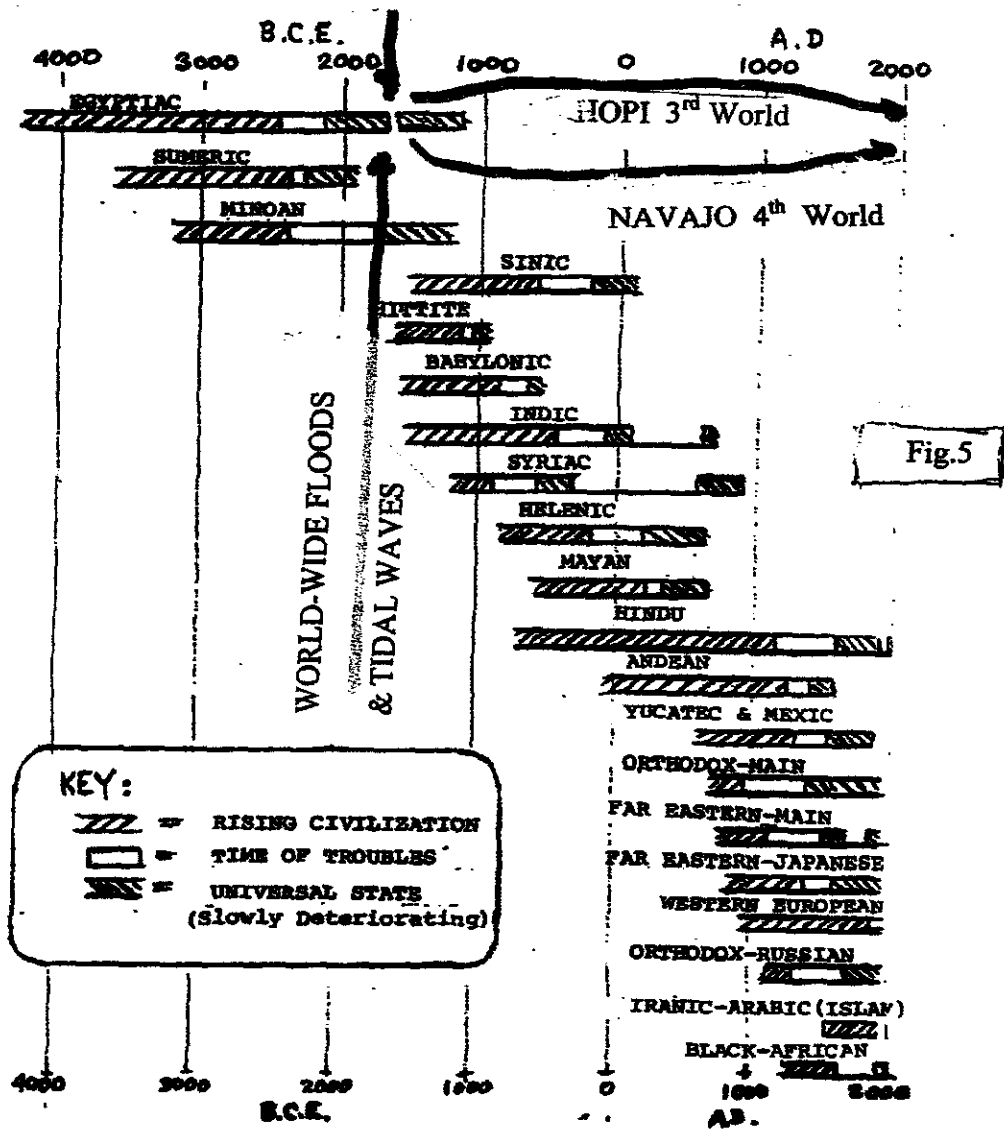 B.C.E. A.D
4000 3000 2000 1000 0 1000 2000
EGYPTIAC
HOPI 3rd World
SUMERIC
MINOAN
NAVAJO 4th World
SINIC
HITTITE
BABYLONIC
INDIC
Fig.5
SYRIAC
HELENIC
MAYAN
HINDU
ANDEAN
YUCATEC & MEXIC
ORTHODOX-MAIN
FAR EASTERN-MAIN
FAR EASTERN-JAPANESE
WESTERN EUROPEAN
ORTHODOX-RUSSIAN
IRANIC-ARABIC (ISLAM)
BLACK-AFRICAN
WORLD-WIDE FLOODS
& TIDAL WAVES
KEY:
= RISING CIVILIZATION
= TIME OF TROUBLES
= UNIVERSAL STATE
(Slowly Deteriorating)
4000 3000 2000 1000 0 1000 2000
B.C.E. A.D.